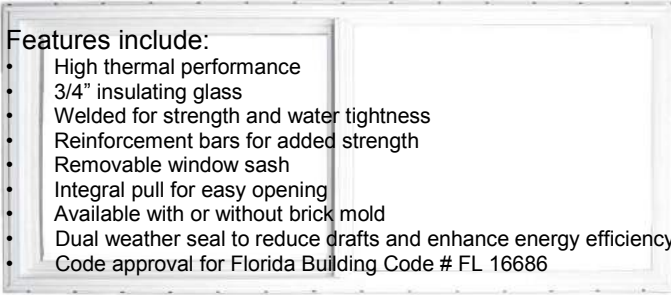 Features include:
• High thermal performance
• 3/4” insulating glass
• Welded for strength and water tightness
• Reinforcement bars for added strength
• Removable window sash
• Integral pull for easy opening
• Available with or without brick mold
• Dual weather seal to reduce drafts and enhance energy efficiency
• Code approval for Florida Building Code # FL 16686